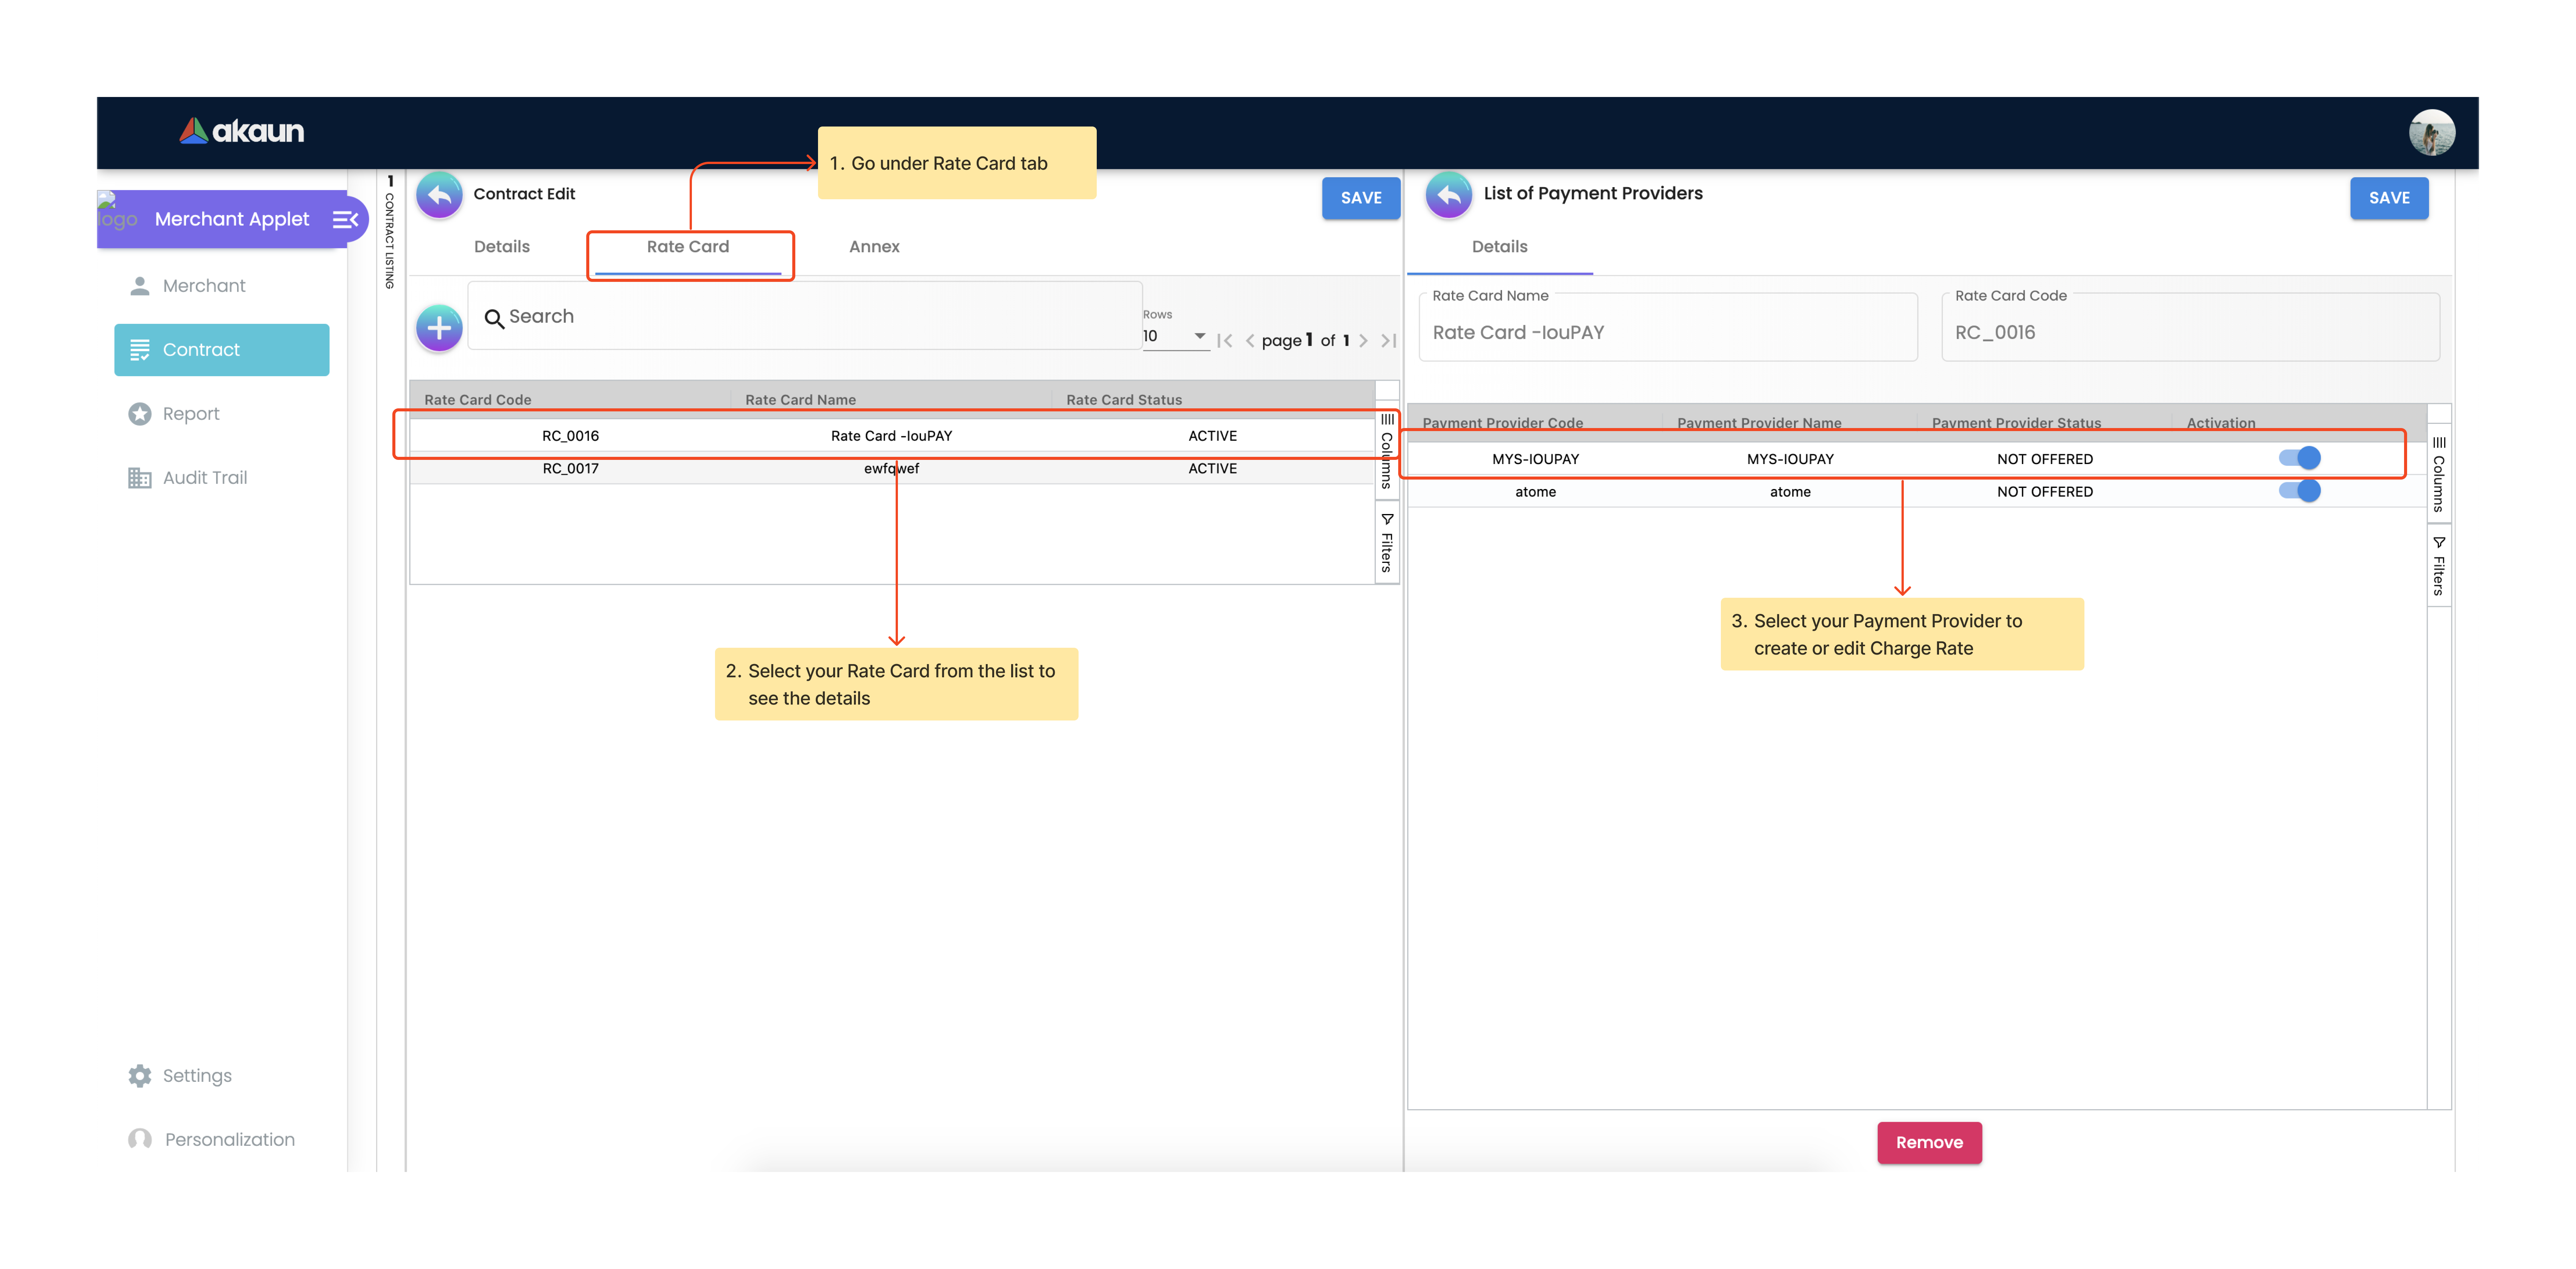 akaun
1. Go under Rate Card tab
logo
Merchant Applet
Merchant
Contract
Report
Audit Trail
Settings
Personalization
1 CONTRACT LISTING
Contract Edit
SAVE
Details
Rate Card
Annex
Search
Rows
10
page 1 of 1
Rate Card Code Rate Card Name Rate Card Status
RC_0016 Rate Card -IouPAY ACTIVE
RC_0017 ewfqwef ACTIVE
Columns
Filters
2. Select your Rate Card from the list to
see the details
List of Payment Providers
SAVE
Details
Rate Card Name
Rate Card -IouPAY
Rate Card Code
RC_0016
Payment Provider Code Payment Provider Name Payment Provider Status Activation
MYS-IOUPAY MYS-IOUPAY NOT OFFERED
atome atome NOT OFFERED
Columns
Filters
3. Select your Payment Provider to
create or edit Charge Rate
Remove